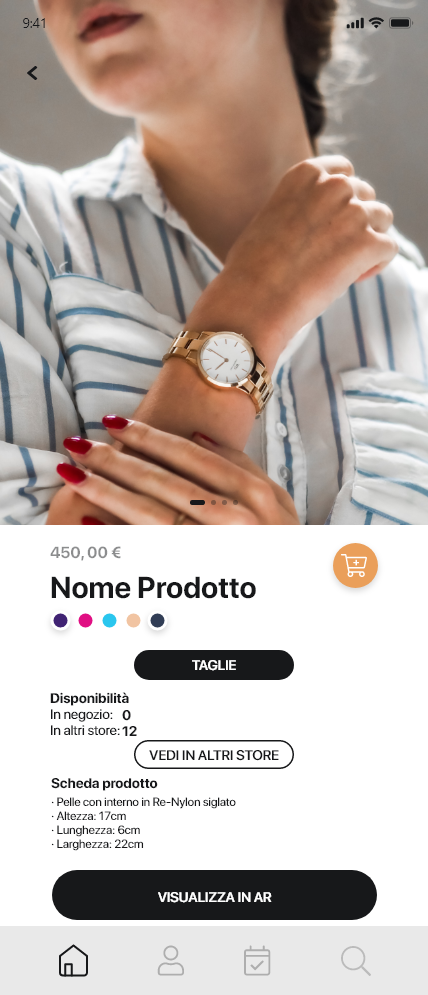 9:41
450,00 €
Nome Prodotto
TAGLIE
Disponibilità
In negozio: 0
In altri store: 12
VEDI IN ALTRI STORE
Scheda prodotto
· Pelle con interno in Re-Nylon siglato
· Altezza: 17cm
· Lunghezza: 6cm
· Larghezza: 22cm
VISUALIZZA IN AR